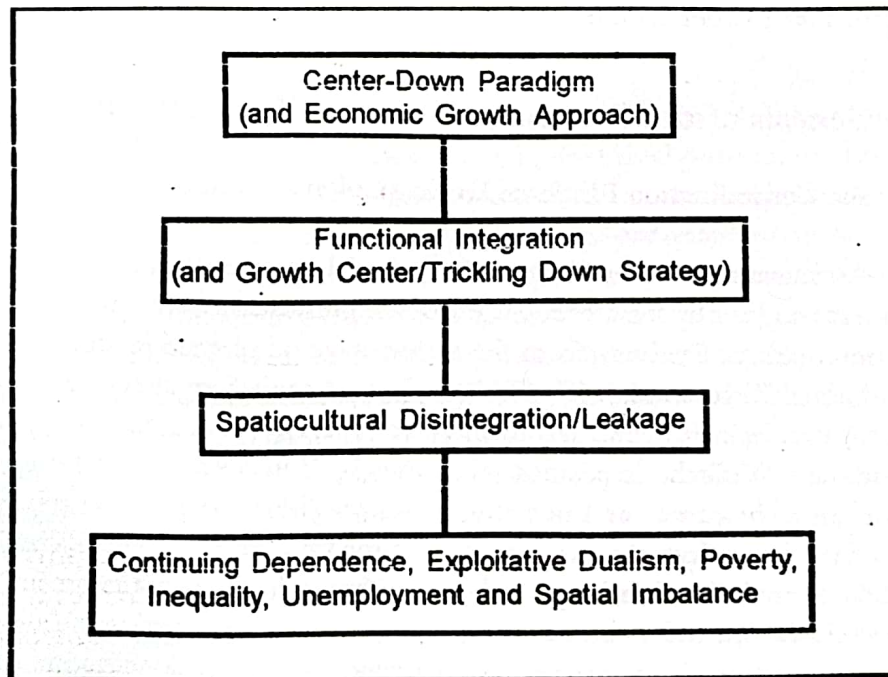 Center-Down Paradigm
(and Economic Growth Approach)
Functional Integration
(and Growth Center/Trickling Down Strategy)
Spatiocultural Disintegration/Leakage
Continuing Dependence, Exploitative Dualism, Poverty,
Inequality, Unemployment and Spatial Imbalance